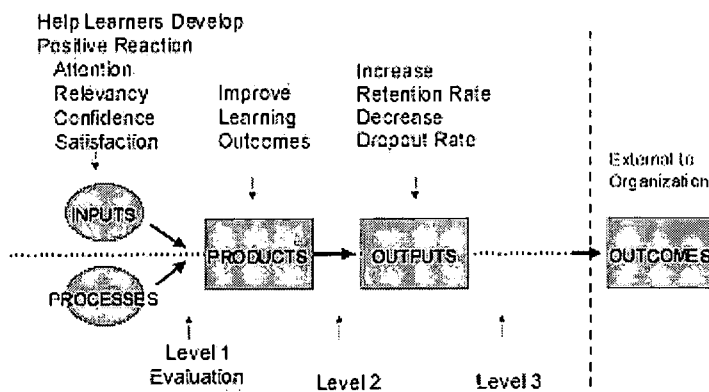 Help Learners Develop
Positive Reaction
Attention
Relevancy
Confidence
Satisfaction
Improve
Learning
Outcomes
Increase
Retention Rate
Decrease
Dropout Rate
External to
Organization
INPUTS
PROCESSES
PRODUCTS
OUTPUTS
OUTCOMES
Level 1
Evaluation
Level 2
Level 3